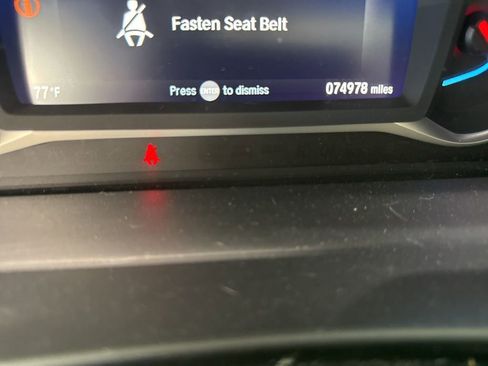 Fasten Seat Belt
77°F Press ENTER to dismiss 074978 miles